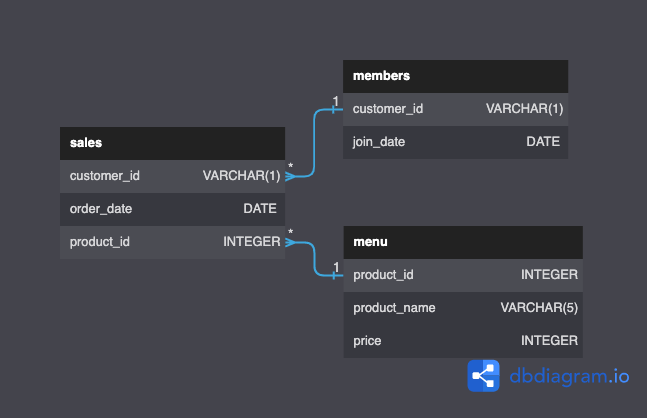 members
1
customer_id VARCHAR(1)
join_date DATE
sales
*
customer_id VARCHAR(1)
order_date DATE
*
product_id INTEGER
menu
1
product_id INTEGER
product_name VARCHAR(5)
price INTEGER
dbdiagram.io